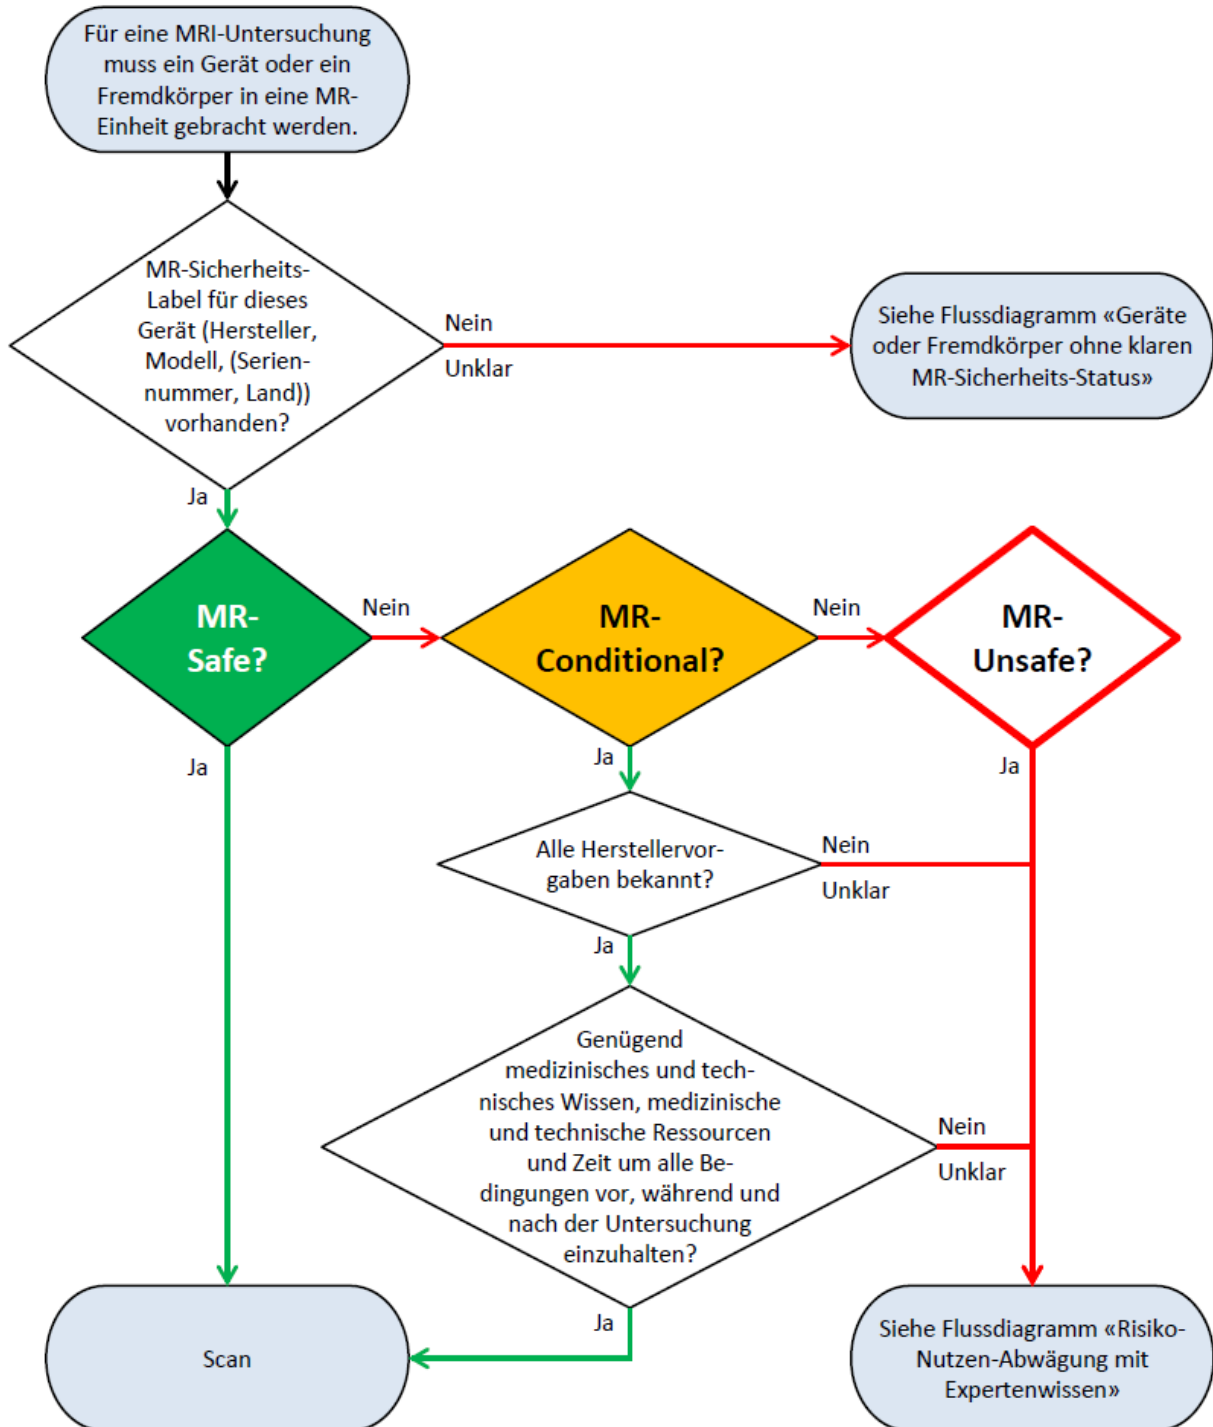 Für eine MRI-Untersuchung
muss ein Gerät oder ein
Fremdkörper in eine MR-
Einheit gebracht werden.
MR-Sicherheits-
Label für dieses
Gerät (Hersteller,
Modell, (Serien-
nummer, Land))
vorhanden?
Nein
Unklar
Siehe Flussdiagramm «Geräte
oder Fremdkörper ohne klaren
MR-Sicherheits-Status»
Ja
MR-
Safe?
Nein
MR-
Conditional?
Nein
MR-
Unsafe?
Ja
Ja
Ja
Alle Herstellervor-
gaben bekannt?
Nein
Unklar
Ja
Genügend
medizinisches und tech-
nisches Wissen, medizinische
und technische Ressourcen
und Zeit um alle Be-
dingungen vor, während und
nach der Untersuchung
einzuhalten?
Nein
Unklar
Ja
Scan
Siehe Flussdiagramm «Risiko-
Nutzen-Abwägung mit
Expertenwissen»